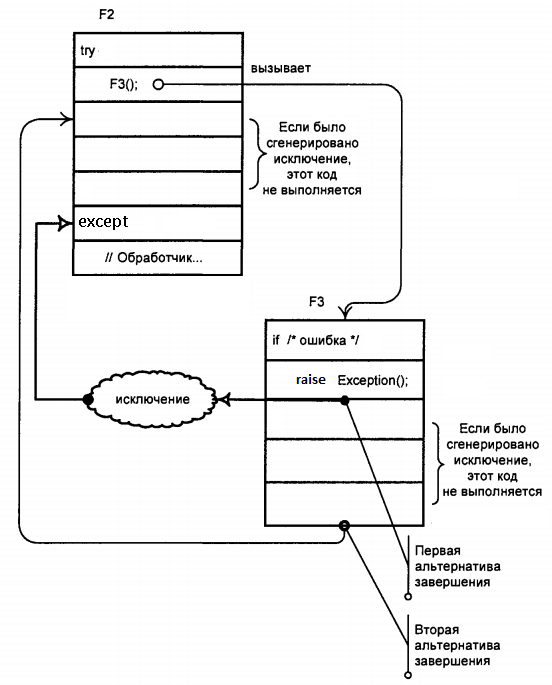 F2
try
F3();
вызывает
Если было
сгенерировано
исключение,
этот код
не выполняется
except
// Обработчик...
F3
if /* ошибка */
raise Exception();
исключение
Если было
сгенерировано
исключение,
этот код
не выполняется
Первая
альтернатива
завершения
Вторая
альтернатива
завершения